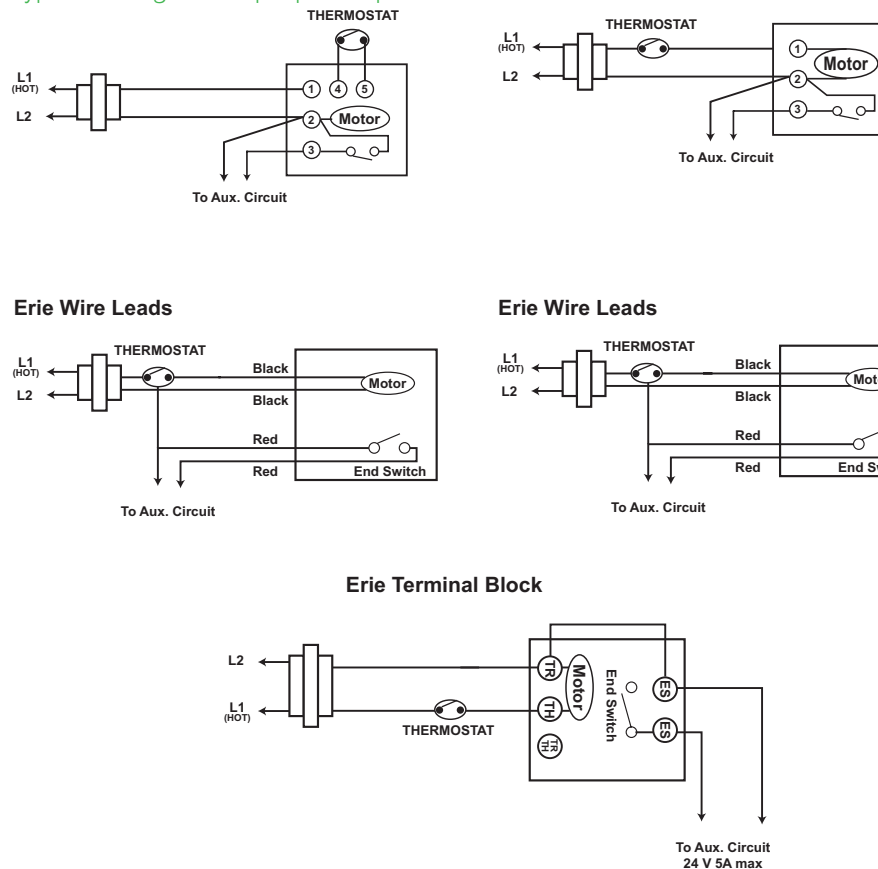 THERMOSTAT
L1
(HOT)
L2
1 4 5
2 Motor
3
To Aux. Circuit
THERMOSTAT
L1
(HOT)
L2
1
Motor
2
3
To Aux. Circuit
Erie Wire Leads
THERMOSTAT
L1
(HOT)
L2
Black
Motor
Black
Red
Red
End Switch
To Aux. Circuit
Erie Wire Leads
THERMOSTAT
L1
(HOT)
L2
Black
Black
Red
Red
End
To Aux. Circuit
Erie Terminal Block
L2
L1
(HOT)
THERMOSTAT
TR
TH
TR
TH
Motor
End Switch
ES
ES
To Aux. Circuit
24 V 5A max